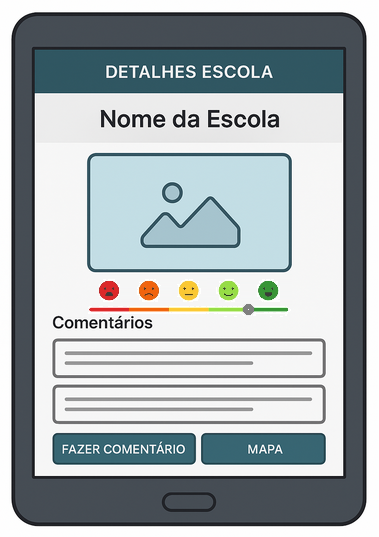 DETALHES ESCOLA
Nome da Escola
Comentários
FAZER COMENTÁRIO
MAPA